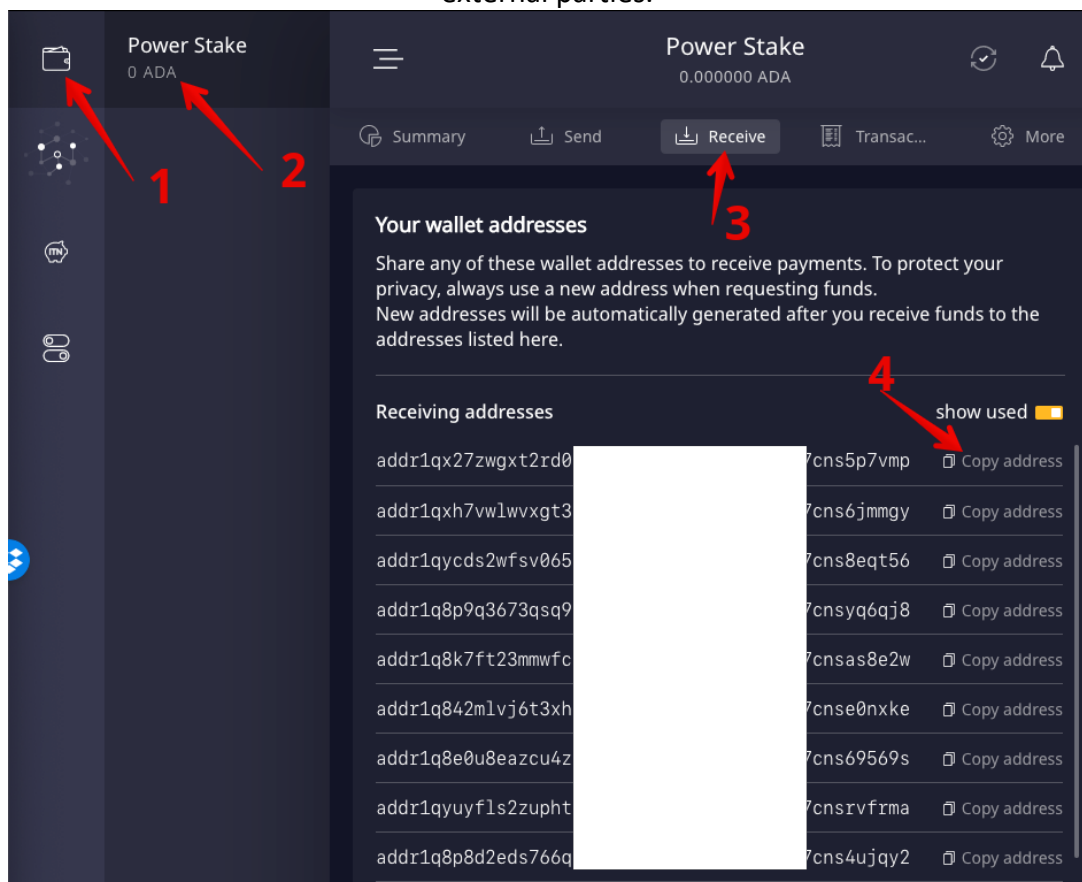 external parties.
Power Stake
0 ADA
Power Stake
0.000000 ADA
Summary
Send
Receive
Transac...
More
1
2
3
ITN
Your wallet addresses
Share any of these wallet addresses to receive payments. To protect your
privacy, always use a new address when requesting funds.
New addresses will be automatically generated after you receive funds to the
addresses listed here.
4
Receiving addresses
show used
addr1qx27zwgxt2rd0 7cns5p7vmp Copy address
addr1qxh7vwlwvxgt3 7cns6jmmgy Copy address
addr1qycds2wfsv065 7cns8eqt56 Copy address
addr1q8p9q3673qsq9 7cnsyq6qj8 Copy address
addr1q8k7ft23mmwfc 7cnsas8e2w Copy address
addr1q842mlvj6t3xh 7cnse0nxke Copy address
addr1q8e0u8eazcu4z 7cns69569s Copy address
addr1qyuyfls2zupht 7cnsrvfrma Copy address
addr1q8p8d2eds766q 7cns4ujqy2 Copy address